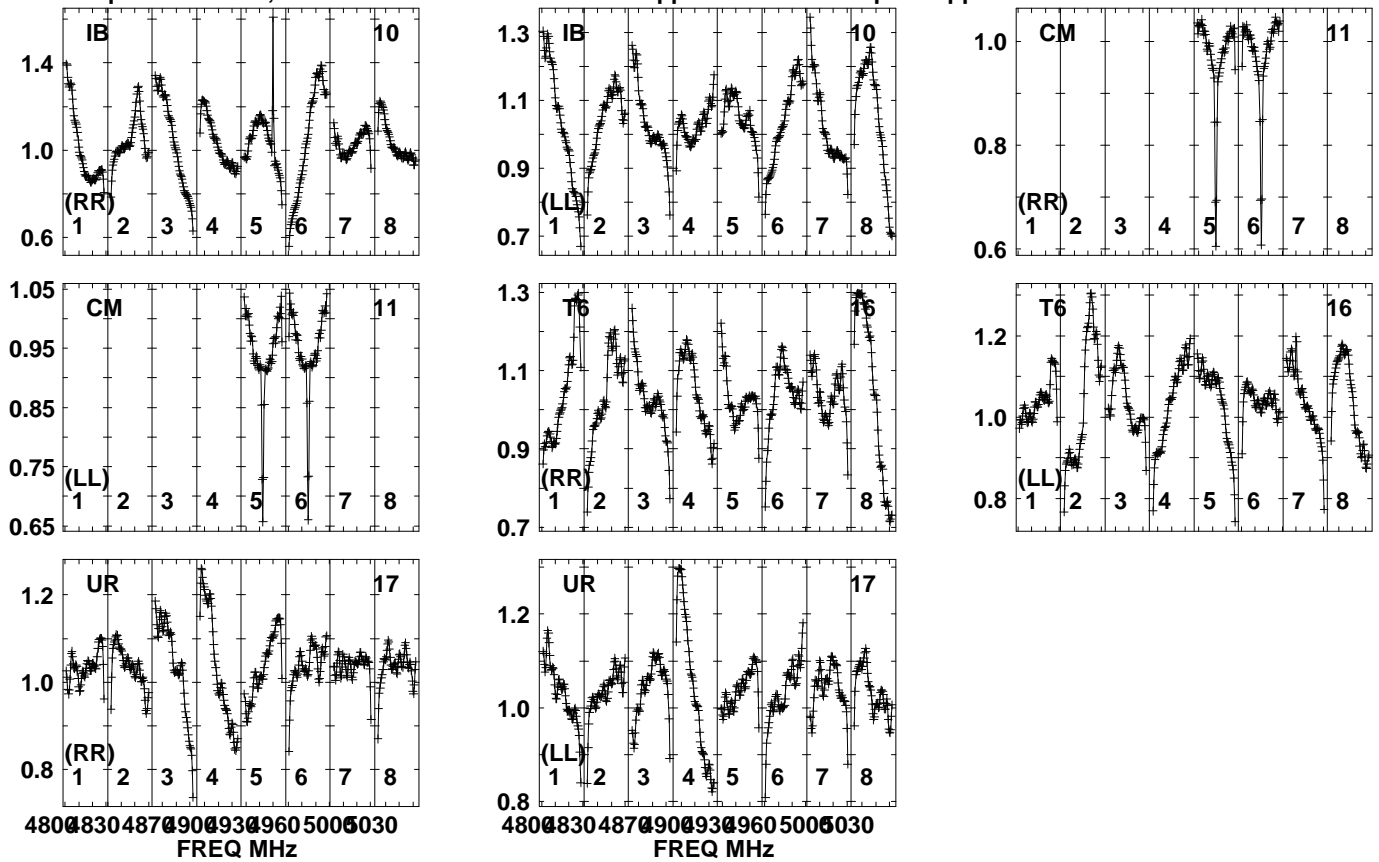 IB 10
1.4
1.0
(RR)
0.6
1 2 3 4 5 6 7 8
IB 10
1.3
1.1
0.9
(LL)
0.7
1 2 3 4 5 6 7 8
CM 11
1.0
0.8
(RR)
0.6
1 2 3 4 5 6 7 8
1.05
CM 11
0.95
0.85
0.75
(LL)
0.65
1 2 3 4 5 6 7 8
1.3
T6 16
1.1
0.9
(RR)
0.7
1 2 3 4 5 6 7 8
T6 16
1.2
1.0
(LL)
0.8
1 2 3 4 5 6 7 8
UR 17
1.2
1.0
(RR)
0.8
1 2 3 4 5 6 7 8
4800 4830 4870 4900 4930 4960 5000 5030
FREQ MHz
UR 17
1.2
1.0
(LL)
0.8
1 2 3 4 5 6 7 8
4800 4830 4870 4900 4930 4960 5000 5030
FREQ MHz